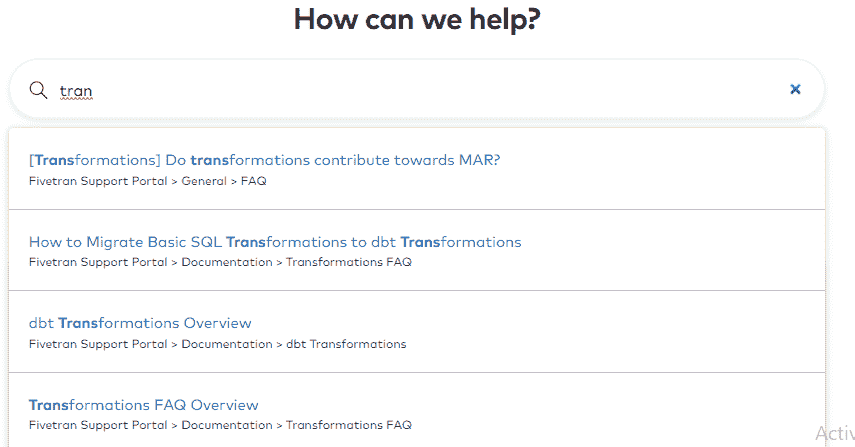 How can we help?
tran
[Transformations] Do transformations contribute towards MAR?
Fivetran Support Portal > General > FAQ
How to Migrate Basic SQL Transformations to dbt Transformations
Fivetran Support Portal > Documentation > Transformations FAQ
dbt Transformations Overview
Fivetran Support Portal > Documentation > dbt Transformations
Transformations FAQ Overview
Fivetran Support Portal > Documentation > Transformations FAQ